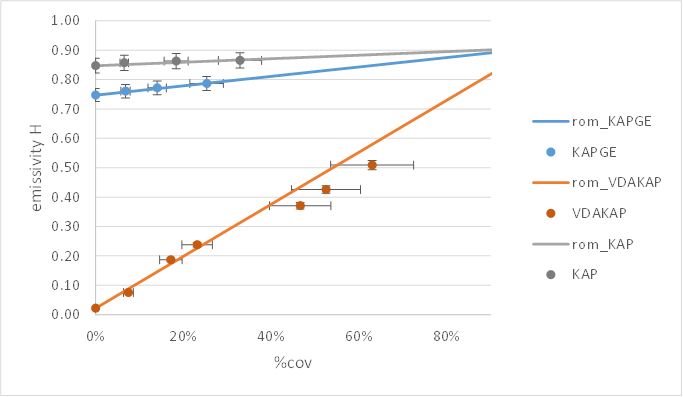 1.00
0.90
0.80
0.70
0.60
0.50
0.40
0.30
0.20
0.10
0.00
emissivity H
0%
20%
40%
60%
80%
%cov
rom_KAPGE
KAPGE
rom_VDAKAP
VDAKAP
rom_KAP
KAP